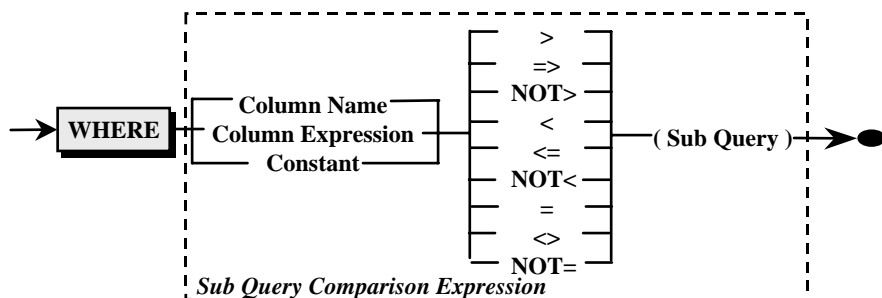 >
=>
NOT>
Column Name
WHERE
Column Expression
<
( Sub Query )
Constant
<=
NOT<
=
<>
NOT=
Sub Query Comparison Expression